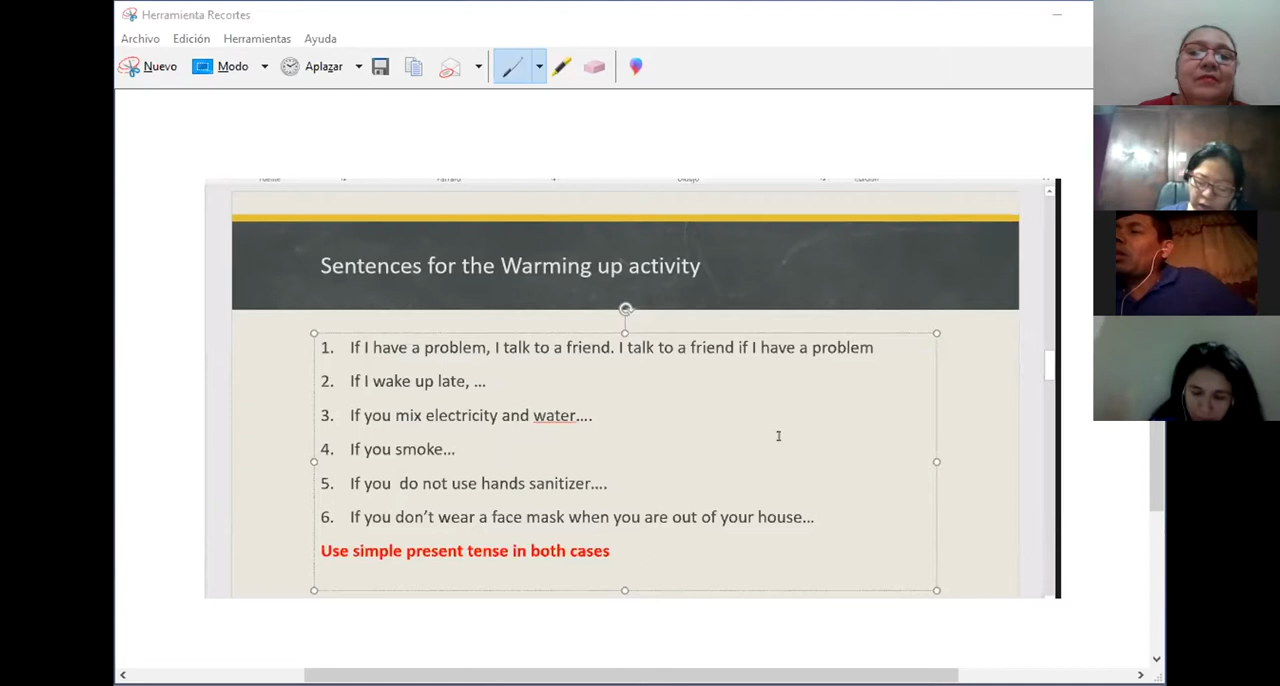 Herramienta Recortes
Archivo Edición Herramientas Ayuda
Nuevo Modo Aplazar
Sentences for the Warming up activity
1. If I have a problem, I talk to a friend. I talk to a friend if I have a problem
2. If I wake up late, ...
3. If you mix electricity and water....
4. If you smoke...
5. If you do not use hands sanitizer....
6. If you don't wear a face mask when you are out of your house...
Use simple present tense in both cases